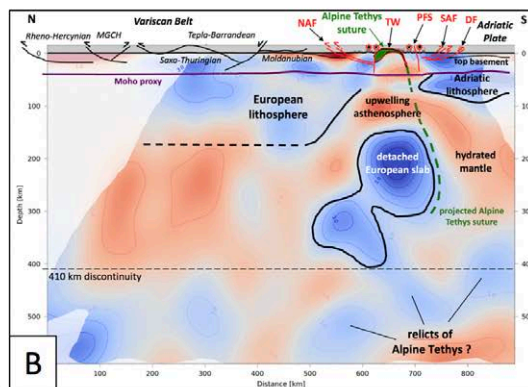 N
Variscan Belt
NAF
Alpine Tethys
suture
TW
PFS
SAF
DF
Adriatic
Plate
S
Rheno-Hercynian
MGCH
Tepla-Barrandean
Saxo-Thuringian
Moldanubian
top basement
Moho proxy
Adriatic
lithosphere
European
lithosphere
upwelling
asthenosphere
detached
European slab
hydrated
mantle
projected Alpine
Tethys suture
410 km discontinuity
relicts of
Alpine Tethys ?
B
Depth [km]
0
100
200
300
400
500
0
100
200
300
400
500
600
700
800
Distance [km]